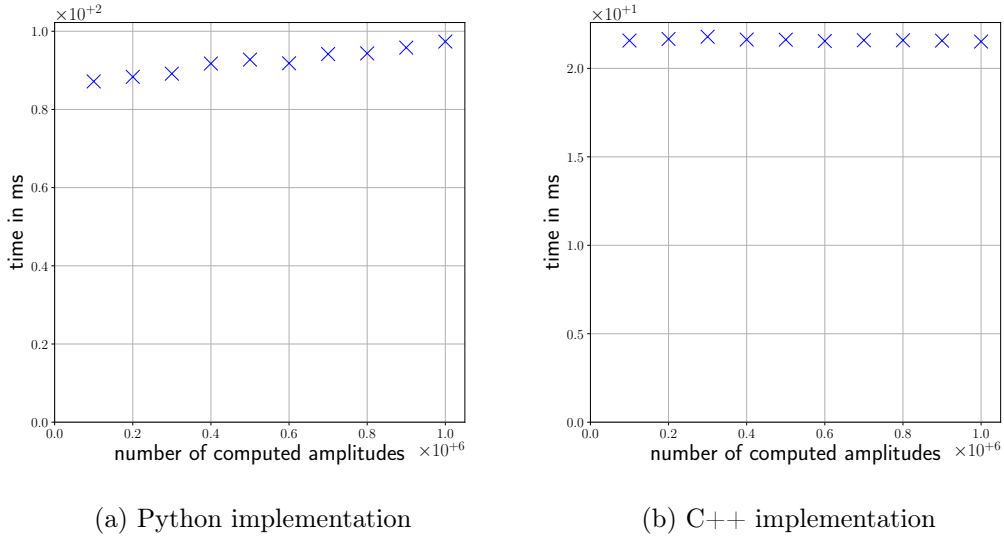 ×10+2
1.0
0.8
0.6
0.4
0.2
0.0
time in ms
0.0 0.2 0.4 0.6 0.8 1.0
number of computed amplitudes ×10+6
(a) Python implementation
×10+1
2.0
1.5
1.0
0.5
0.0
time in ms
0.0 0.2 0.4 0.6 0.8 1.0
number of computed amplitudes ×10+6
(b) C++ implementation